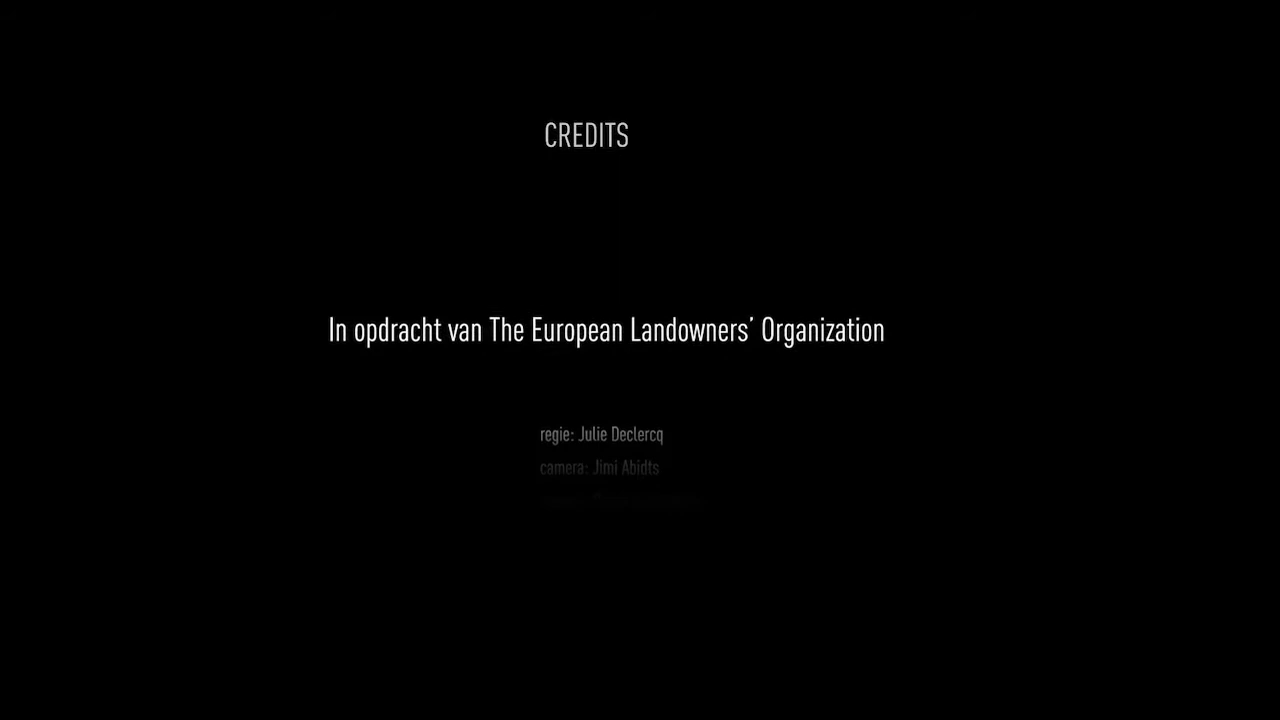 CREDITS
In opdracht van The European Landowners’ Organization
regie: Julie Declercq
camera: Jimi Abidts